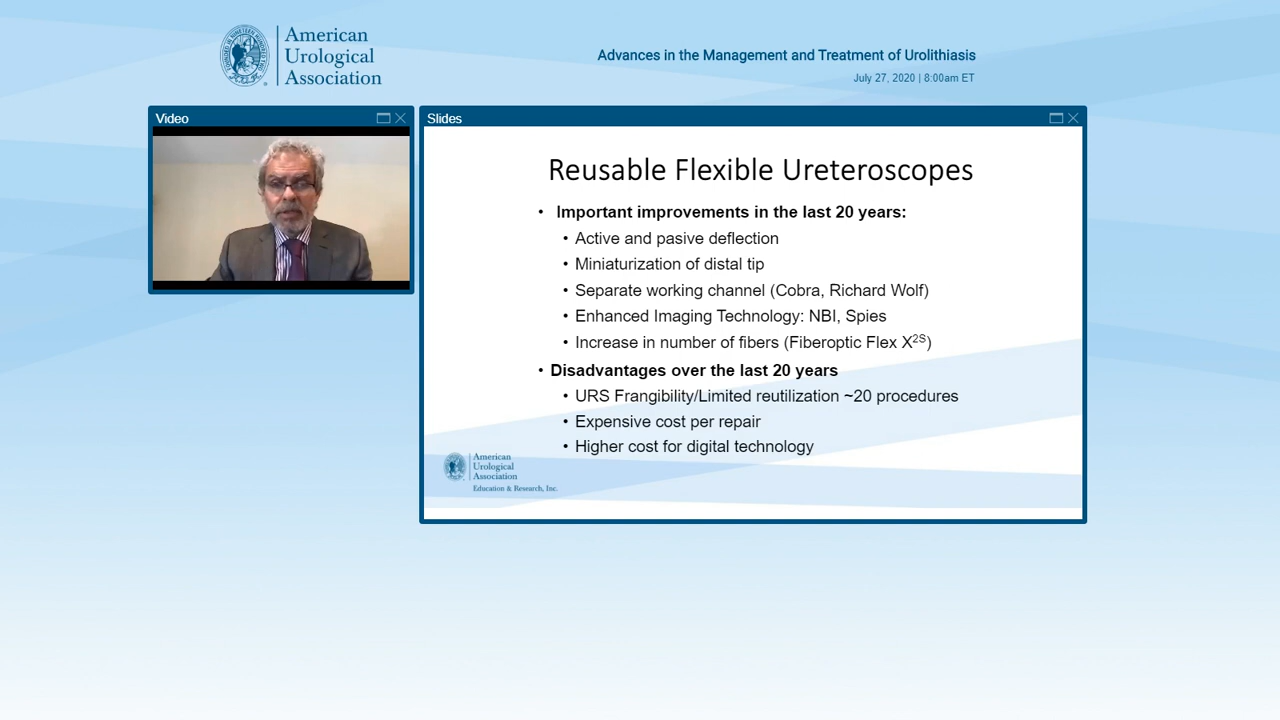 American
Urological
Association
Advances in the Management and Treatment of Urolithiasis
July 27, 2020 | 8:00am ET
Video
Slides
Reusable Flexible Ureteroscopes
• Important improvements in the last 20 years:
• Active and pasive deflection
• Miniaturization of distal tip
• Separate working channel (Cobra, Richard Wolf)
• Enhanced Imaging Technology: NBI, Spies
• Increase in number of fibers (Fiberoptic Flex X2S)
• Disadvantages over the last 20 years
• URS Frangibility/Limited reutilization ~20 procedures
• Expensive cost per repair
• Higher cost for digital technology
American
Urological
Association
Education & Research, Inc.